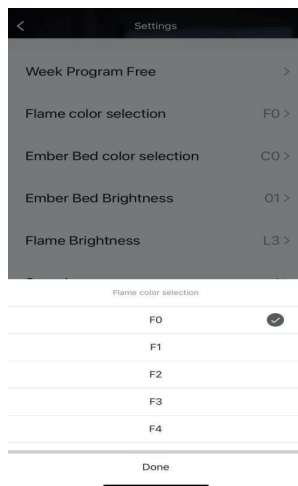 Settings
Week Program Free >
Flame color selection F0 >
Ember Bed color selection C0 >
Ember Bed Brightness 01 >
Flame Brightness L3 >
Flame color selection
F0
F1
F2
F3
F4
Done